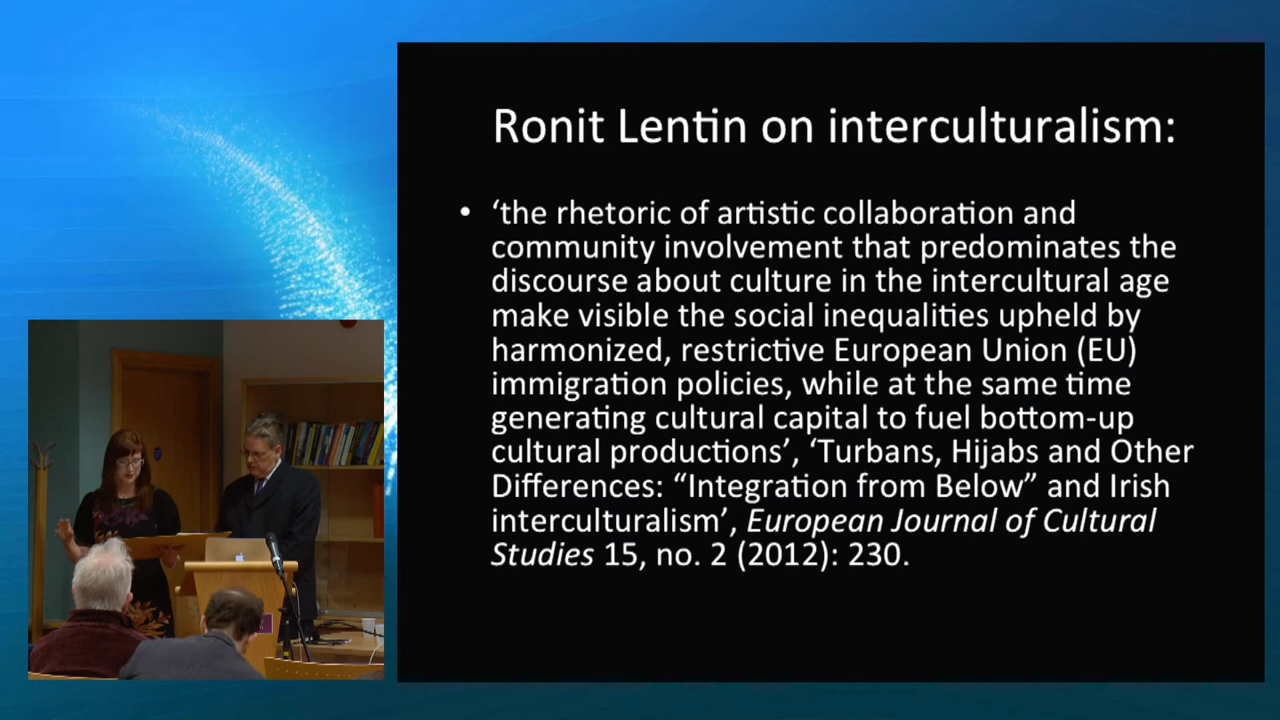 Ronit Lentin on interculturalism:
• ‘the rhetoric of artistic collaboration and
community involvement that predominates the
discourse about culture in the intercultural age
make visible the social inequalities upheld by
harmonized, restrictive European Union (EU)
immigration policies, while at the same time
generating cultural capital to fuel bottom-up
cultural productions’, ‘Turbans, Hijabs and Other
Differences: “Integration from Below” and Irish
interculturalism’, European Journal of Cultural
Studies 15, no. 2 (2012): 230.